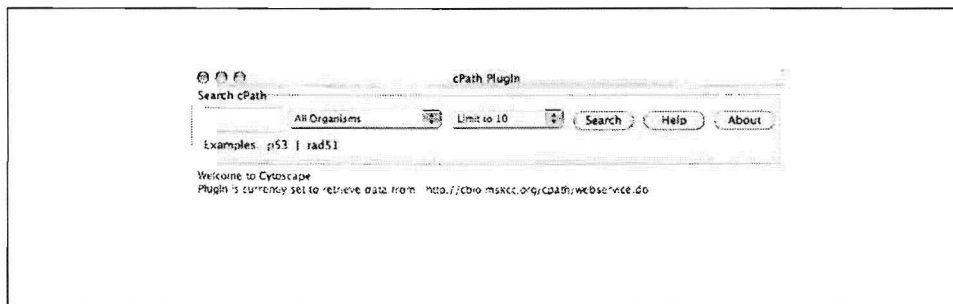 cPath PlugIn
Search cPath
All Organisms Limit to 10 Search Help About
Examples p53 | rad51
Welcome to Cytoscape
PlugIn is currently set to retrieve data from http://cbio.mskcc.org/cpath/webservice.do